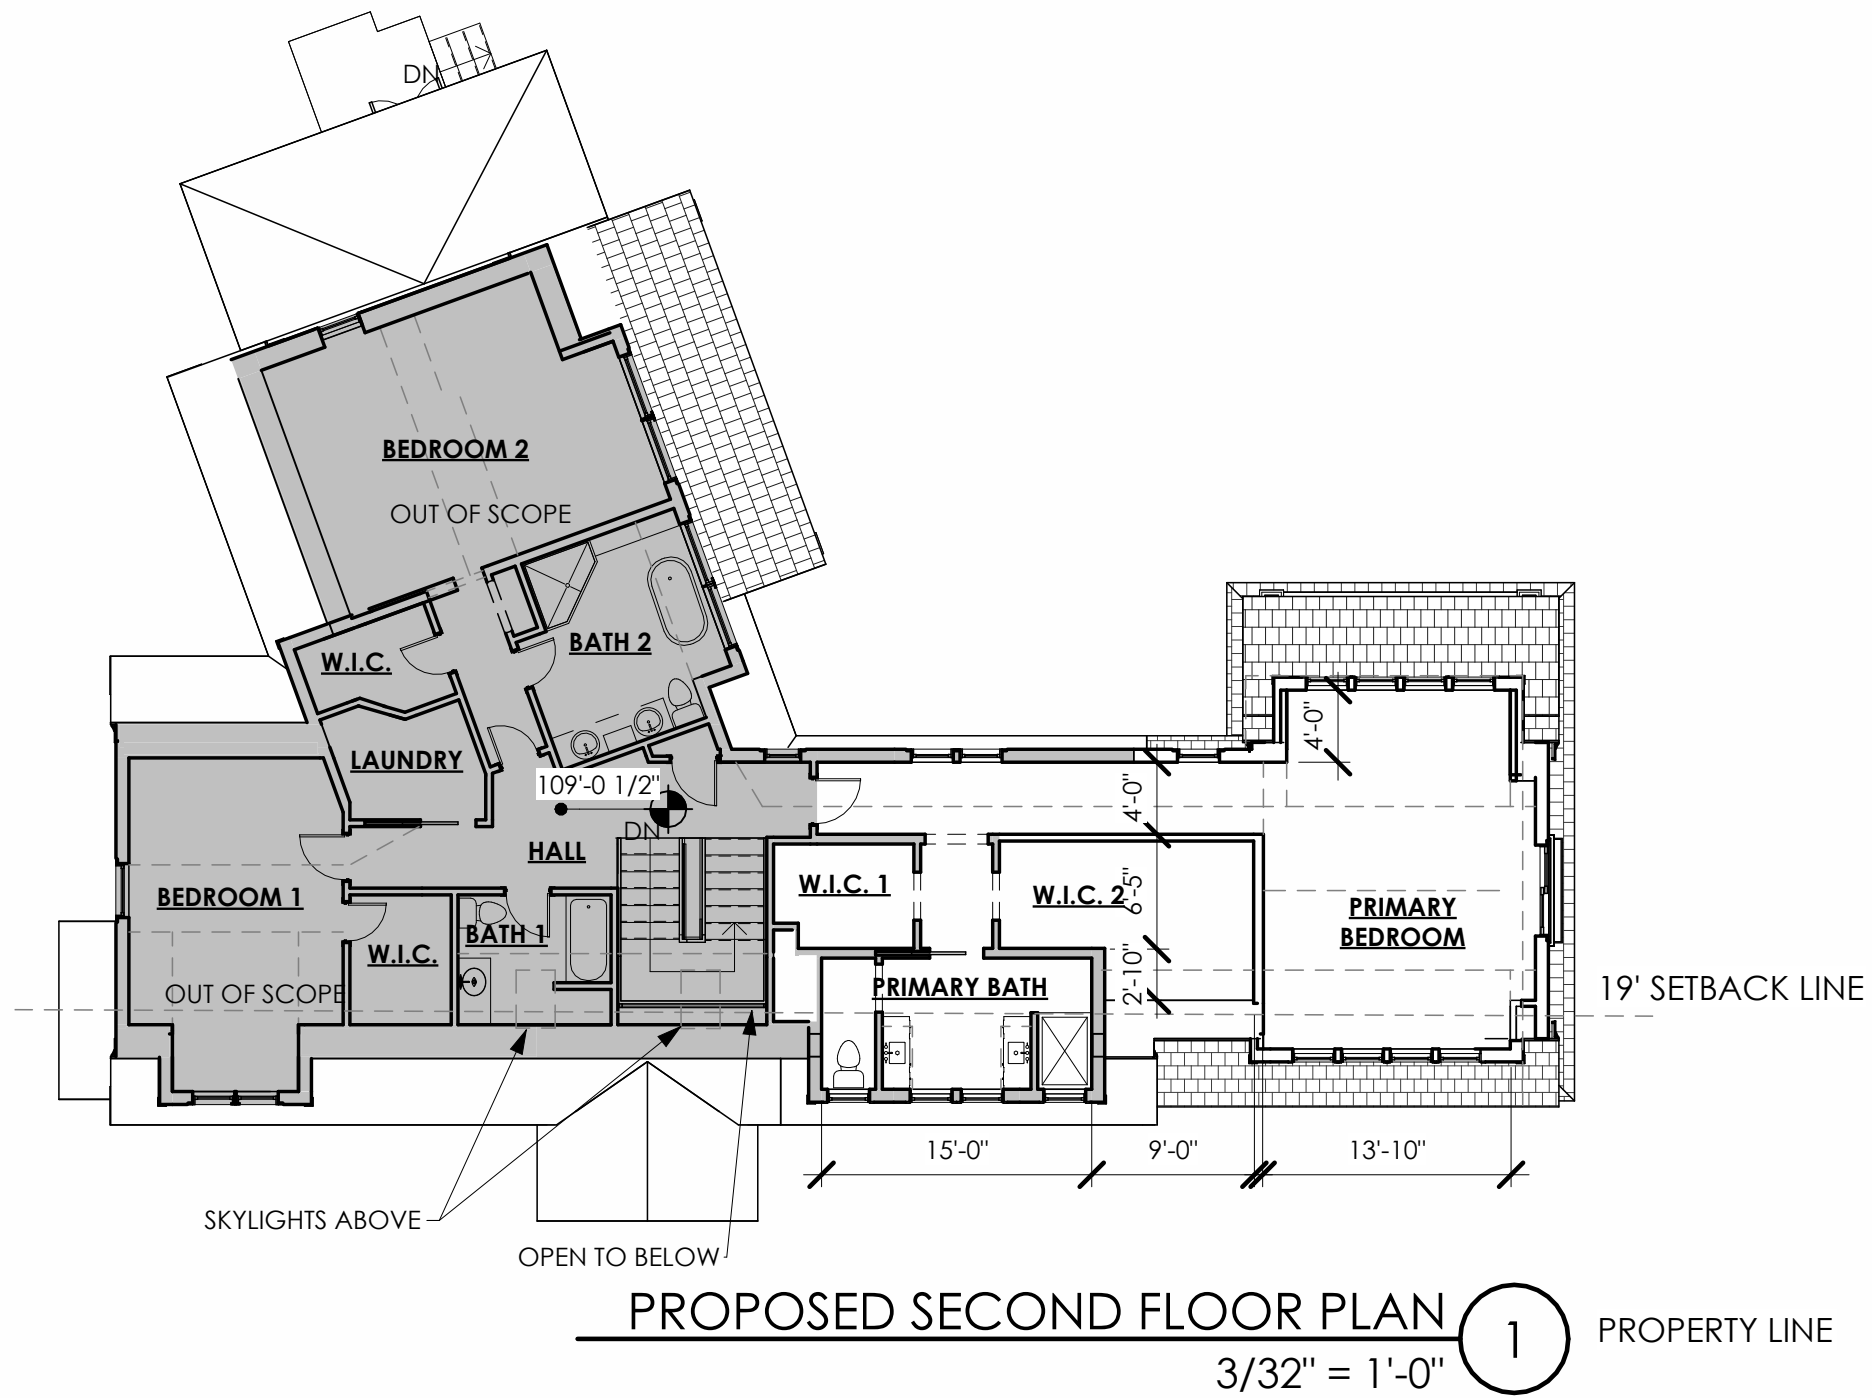 DN
BEDROOM 2
OUT OF SCOPE
BATH 2
W.I.C.
LAUNDRY
4'-0"
109'-0 1/2"
4'-0"
DN
HALL
W.I.C. 1
W.I.C. 2
6'-5"
BEDROOM 1
PRIMARY
BEDROOM
BATH 1
W.I.C.
OUT OF SCOPE
PRIMARY BATH
2'-10"
19' SETBACK LINE
15'-0"
9'-0"
13'-10"
SKYLIGHTS ABOVE
OPEN TO BELOW
PROPOSED SECOND FLOOR PLAN
1
PROPERTY LINE
3/32" = 1'-0"